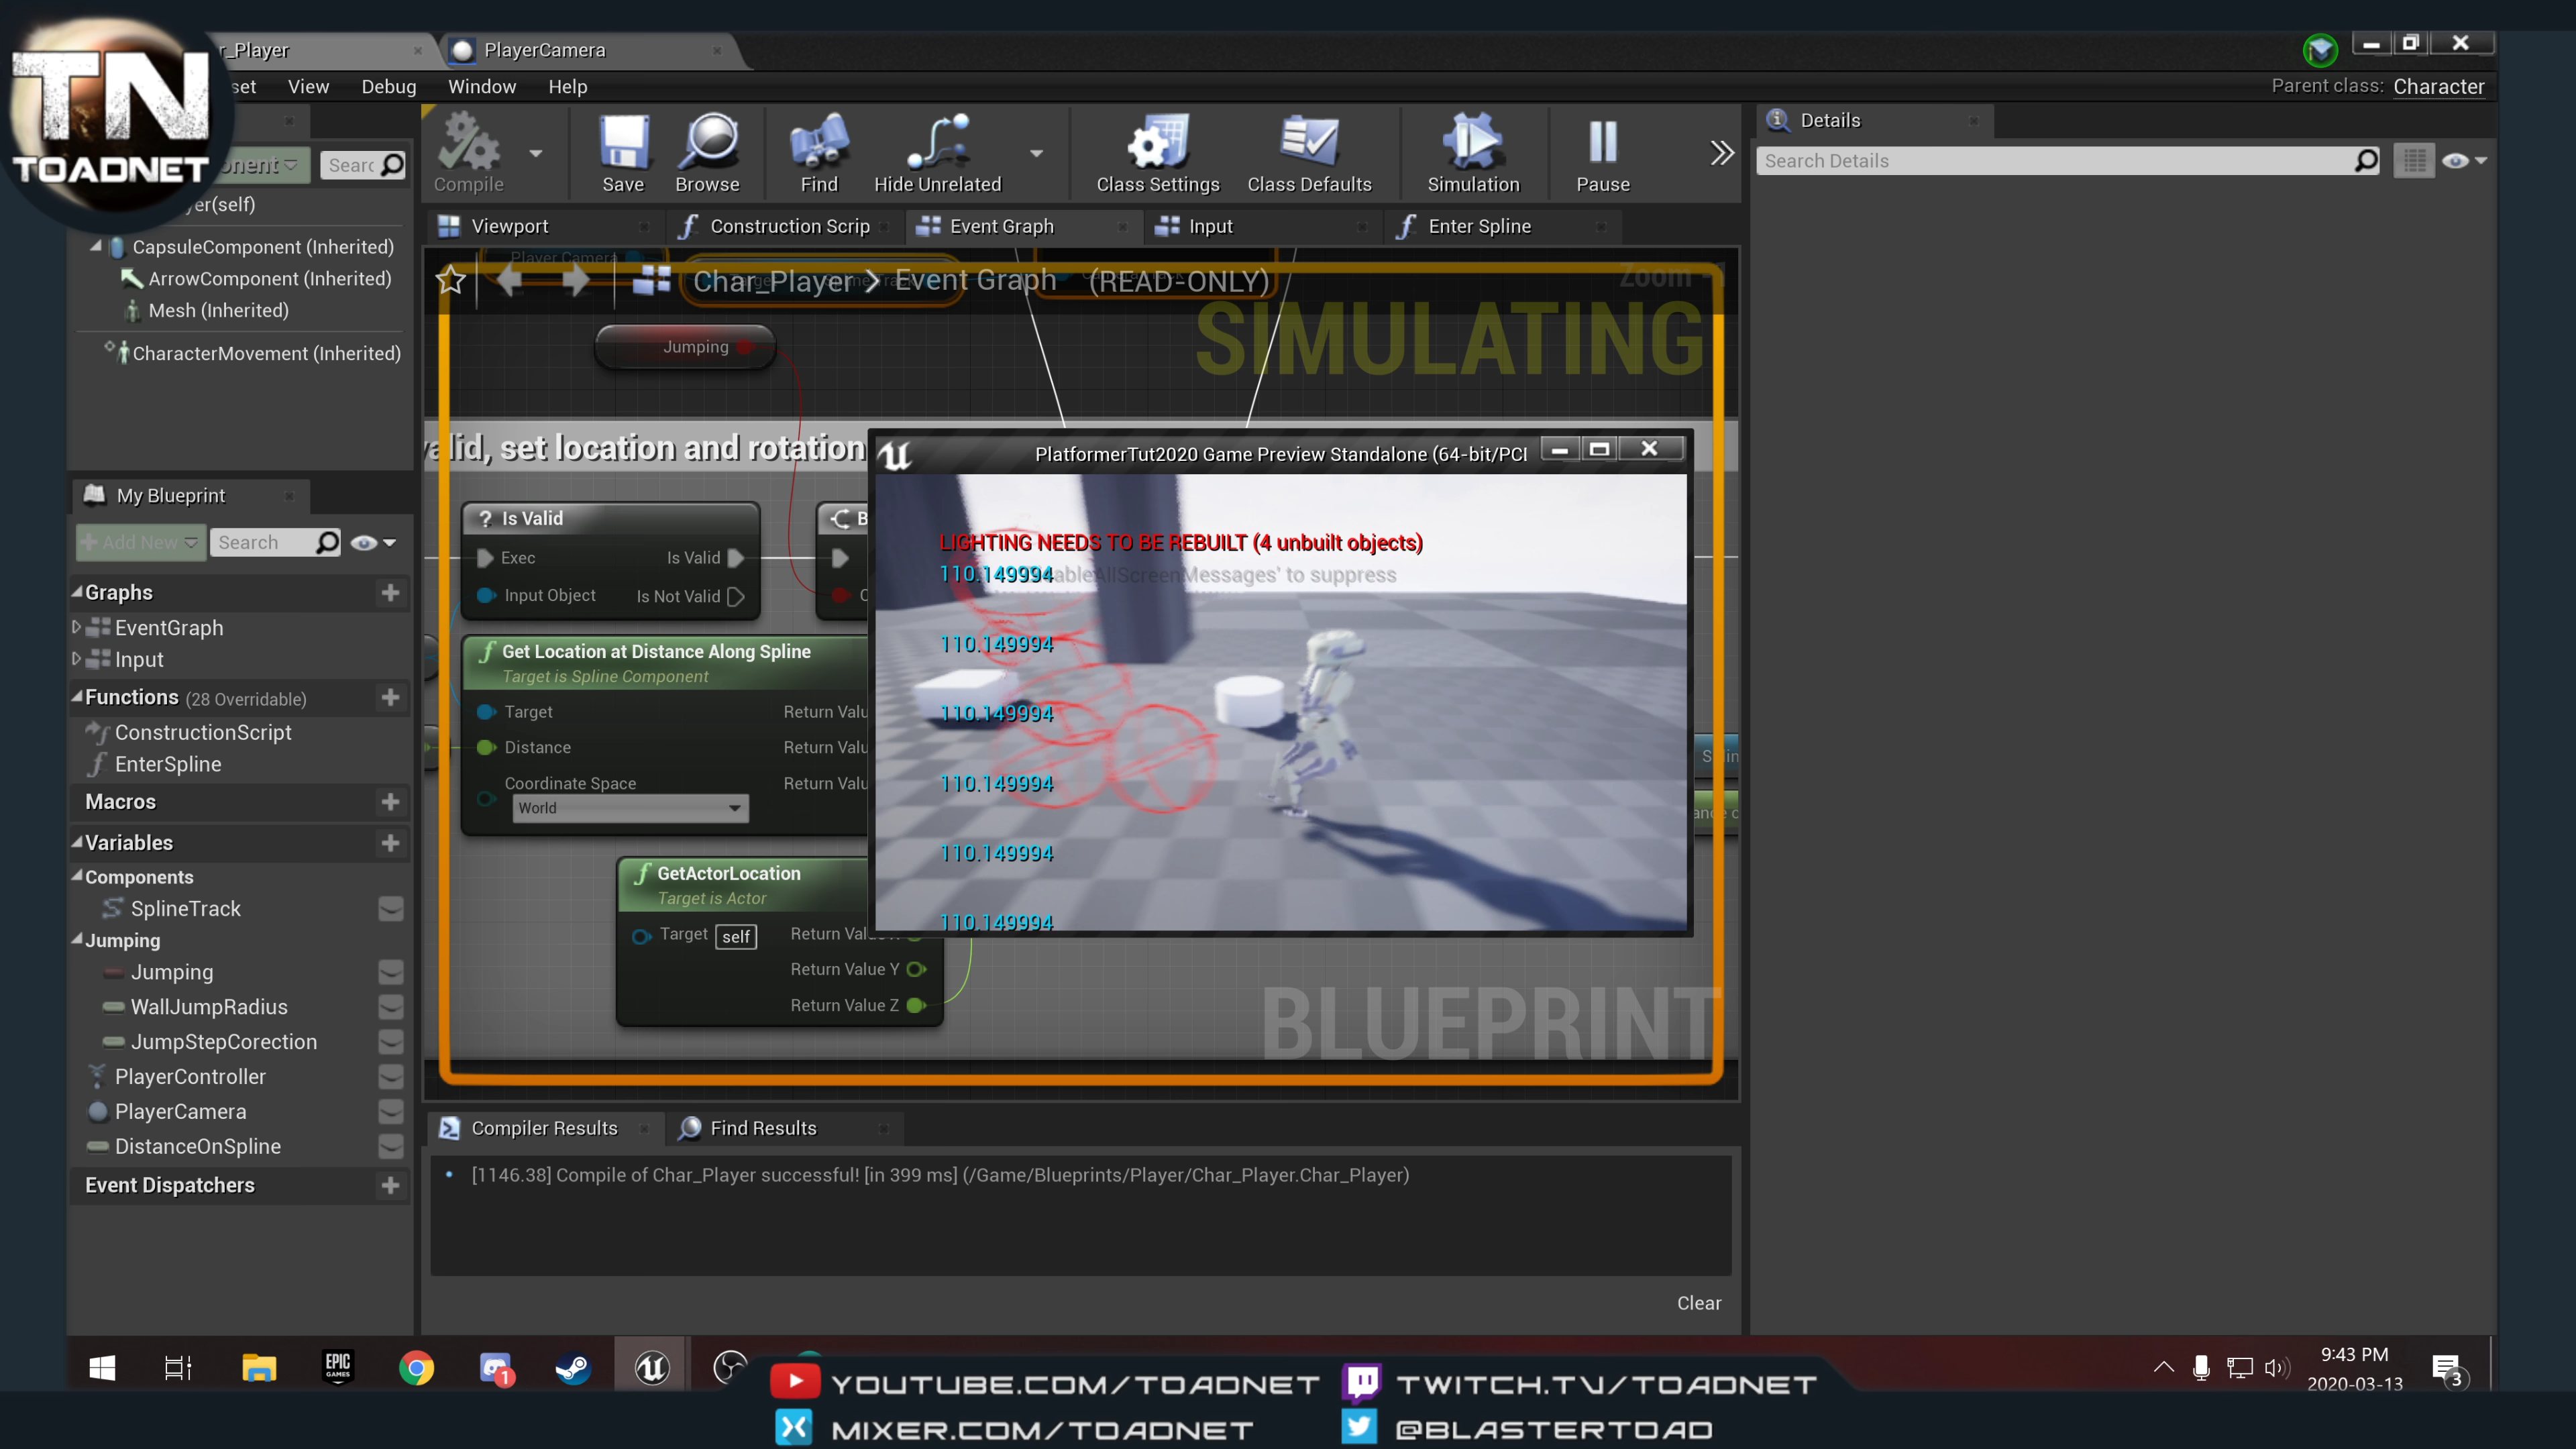 r_Player
PlayerCamera
set
View
Debug
Window
Help
Parent class: Character
TN
TOADNET
Searc
Compile
Save
Browse
Find
Hide Unrelated
Class Settings
Class Defaults
Simulation
Pause
Details
Search Details
yer(self)
CapsuleComponent (Inherited)
ArrowComponent (Inherited)
Mesh (Inherited)
CharacterMovement (Inherited)
Viewport
Construction Scrip
Event Graph
Input
Enter Spline
Player Camera
Char_Player > Event Graph (READ-ONLY)
Zoom -1
SIMULATING
Jumping
alid, set location and rotation
My Blueprint
Add New
Search
Graphs
EventGraph
Input
Functions (28 Overridable)
ConstructionScript
EnterSpline
Macros
Variables
Components
SplineTrack
Jumping
Jumping
WallJumpRadius
JumpStepCorection
PlayerController
PlayerCamera
DistanceOnSpline
Event Dispatchers
? Is Valid
Exec
Is Valid
Input Object
Is Not Valid
B
C
Get Location at Distance Along Spline
Target is Spline Component
Target
Return Valu
Distance
Return Valu
Coordinate Space
Return Valu
World
GetActorLocation
Target is Actor
Target self
Return Value X
Return Value Y
Return Value Z
PlatformerTut2020 Game Preview Standalone (64-bit/PCI
LIGHTING NEEDS TO BE REBUILT (4 unbuilt objects)
110.149994
ableAllScreenMessages' to suppress
110.149994
110.149994
110.149994
110.149994
110.149994
Splin
ance o
BLUEPRINT
Compiler Results
Find Results
[1146.38] Compile of Char_Player successful! [in 399 ms] (/Game/Blueprints/Player/Char_Player.Char_Player)
Clear
EPIC
GAMES
1
9:43 PM
2020-03-13
3
YOUTUBE.COM/TOADNET
TWITCH.TV/TOADNET
MIXER.COM/TOADNET
@BLASTERTOAD